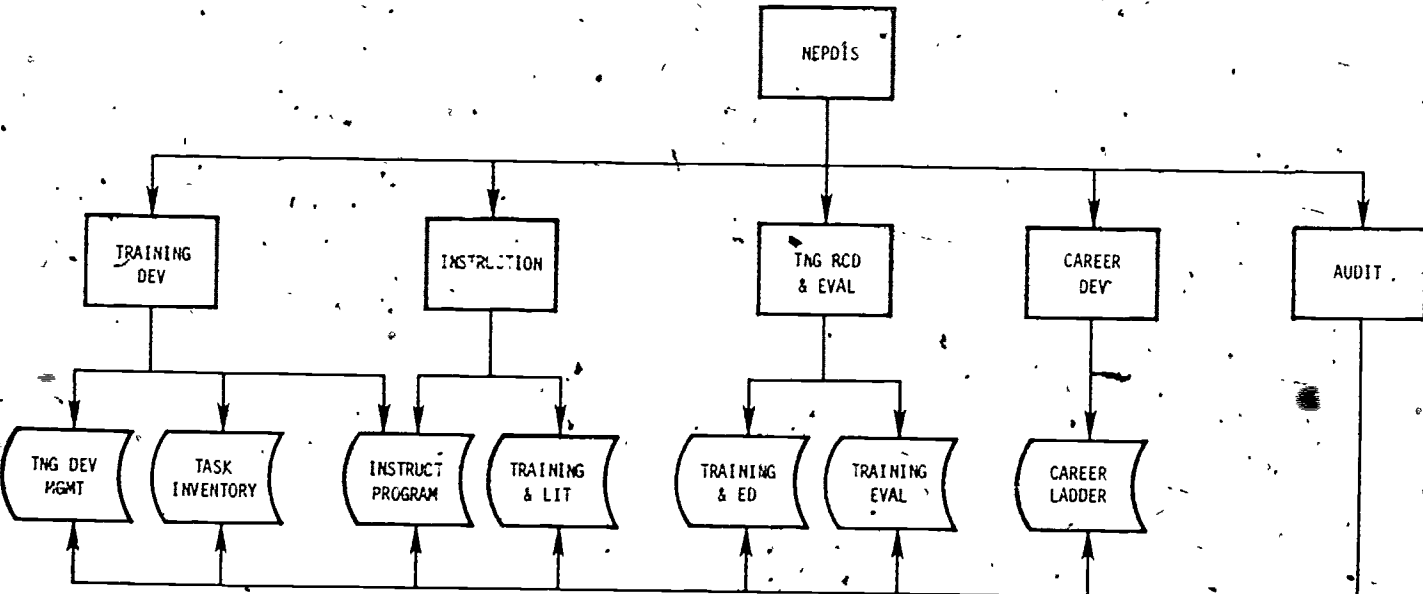 NEPDIS
TRAINING
DEV
INSTRUCTION
TNG RCD
& EVAL
CAREER
DEV
AUDIT
TNG DEV
MGMT
TASK
INVENTORY
INSTRUCT
PROGRAM
TRAINING
& LIT
TRAINING
& ED
TRAINING
EVAL
CAREER
LADDER